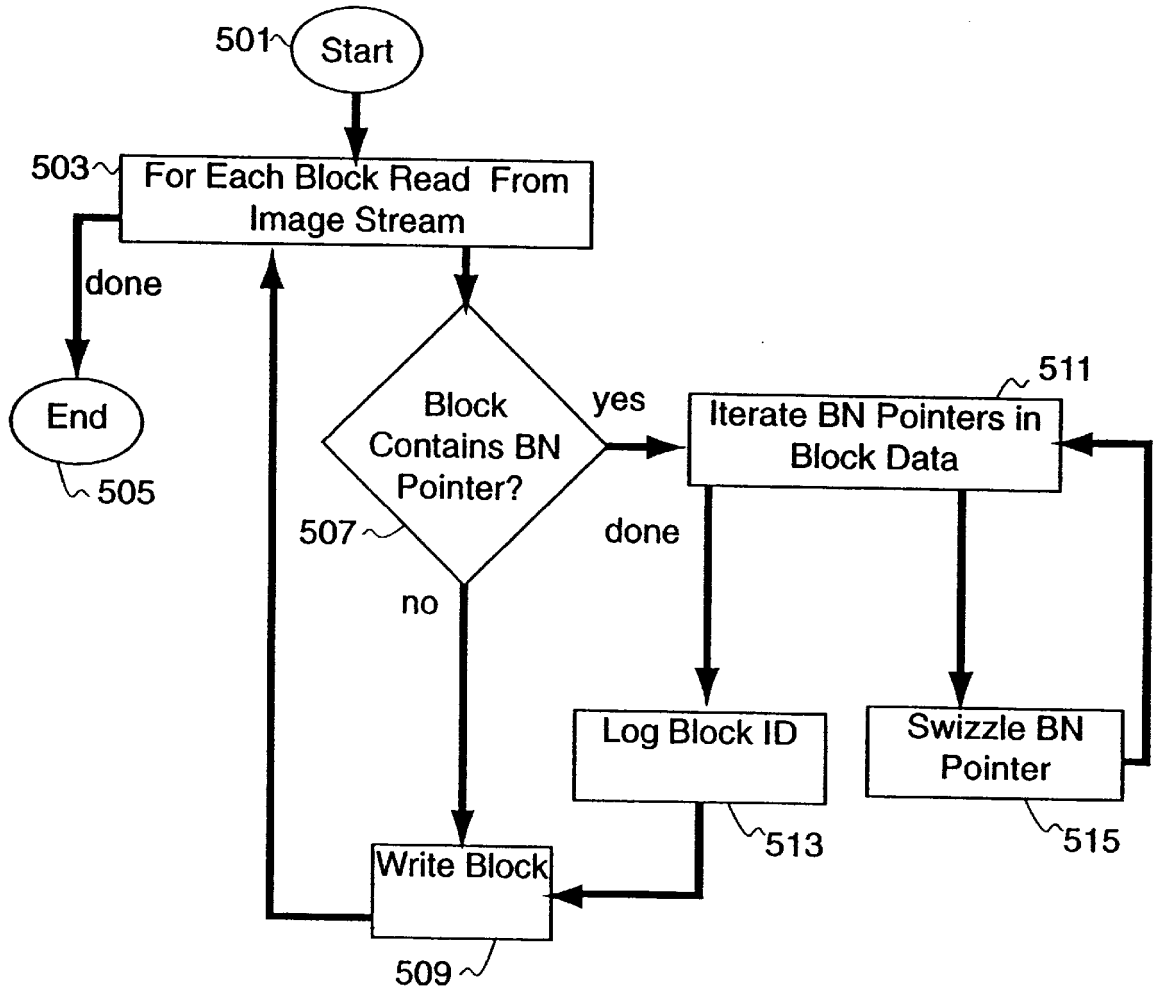 501
Start
503
For Each Block Read From
Image Stream
done
End
505
Block
Contains BN
Pointer?
507
yes
no
511
Iterate BN Pointers in
Block Data
done
Log Block ID
513
Swizzle BN
Pointer
515
Write Block
509